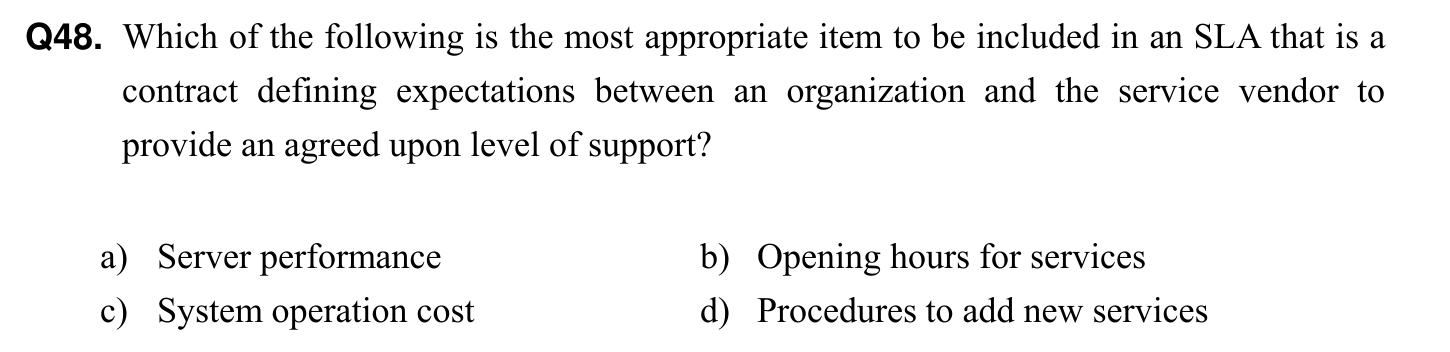 Q48. Which of the following is the most appropriate item to be included in an SLA that is a
contract defining expectations between an organization and the service vendor to
provide an agreed upon level of support?
a) Server performance b) Opening hours for services
c) System operation cost d) Procedures to add new services